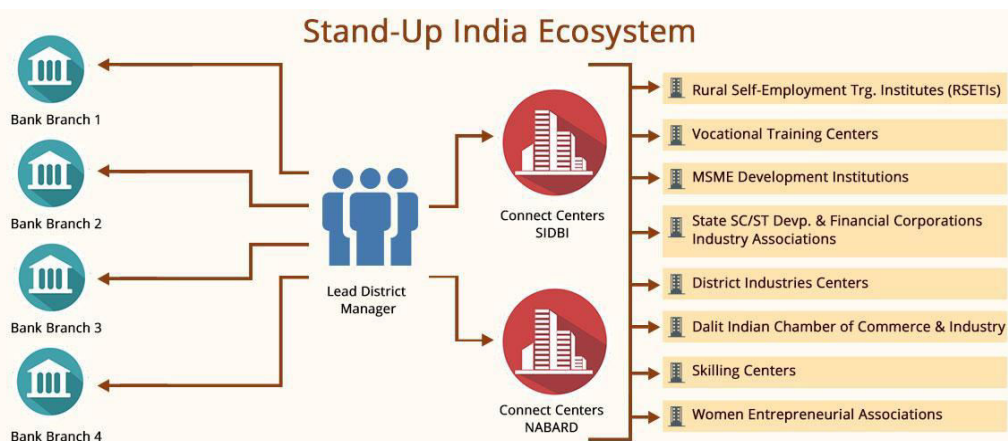 Stand-Up India Ecosystem
Bank Branch 1
Bank Branch 2
Bank Branch 3
Bank Branch 4
Lead District
Manager
Connect Centers
SIDBI
Connect Centers
NABARD
Rural Self-Employment Trg. Institutes (RSETIs)
Vocational Training Centers
MSME Development Institutions
State SC/ST Devp. & Financial Corporations
Industry Associations
District Industries Centers
Dalit Indian Chamber of Commerce & Industry
Skilling Centers
Women Entrepreneurial Associations